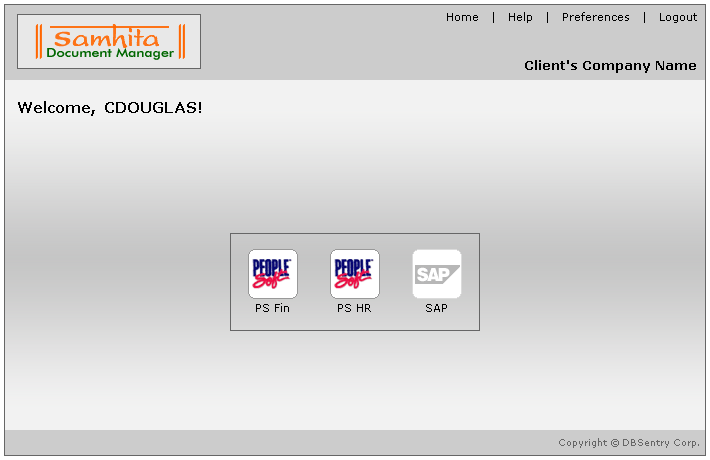 Samhita
Document Manager
Home | Help | Preferences | Logout
Client's Company Name
Welcome, CDOUGLAS!
PEOPLE PEOPLE SAP
Soft Soft
PS Fin PS HR SAP
Copyright © DBSentry Corp.